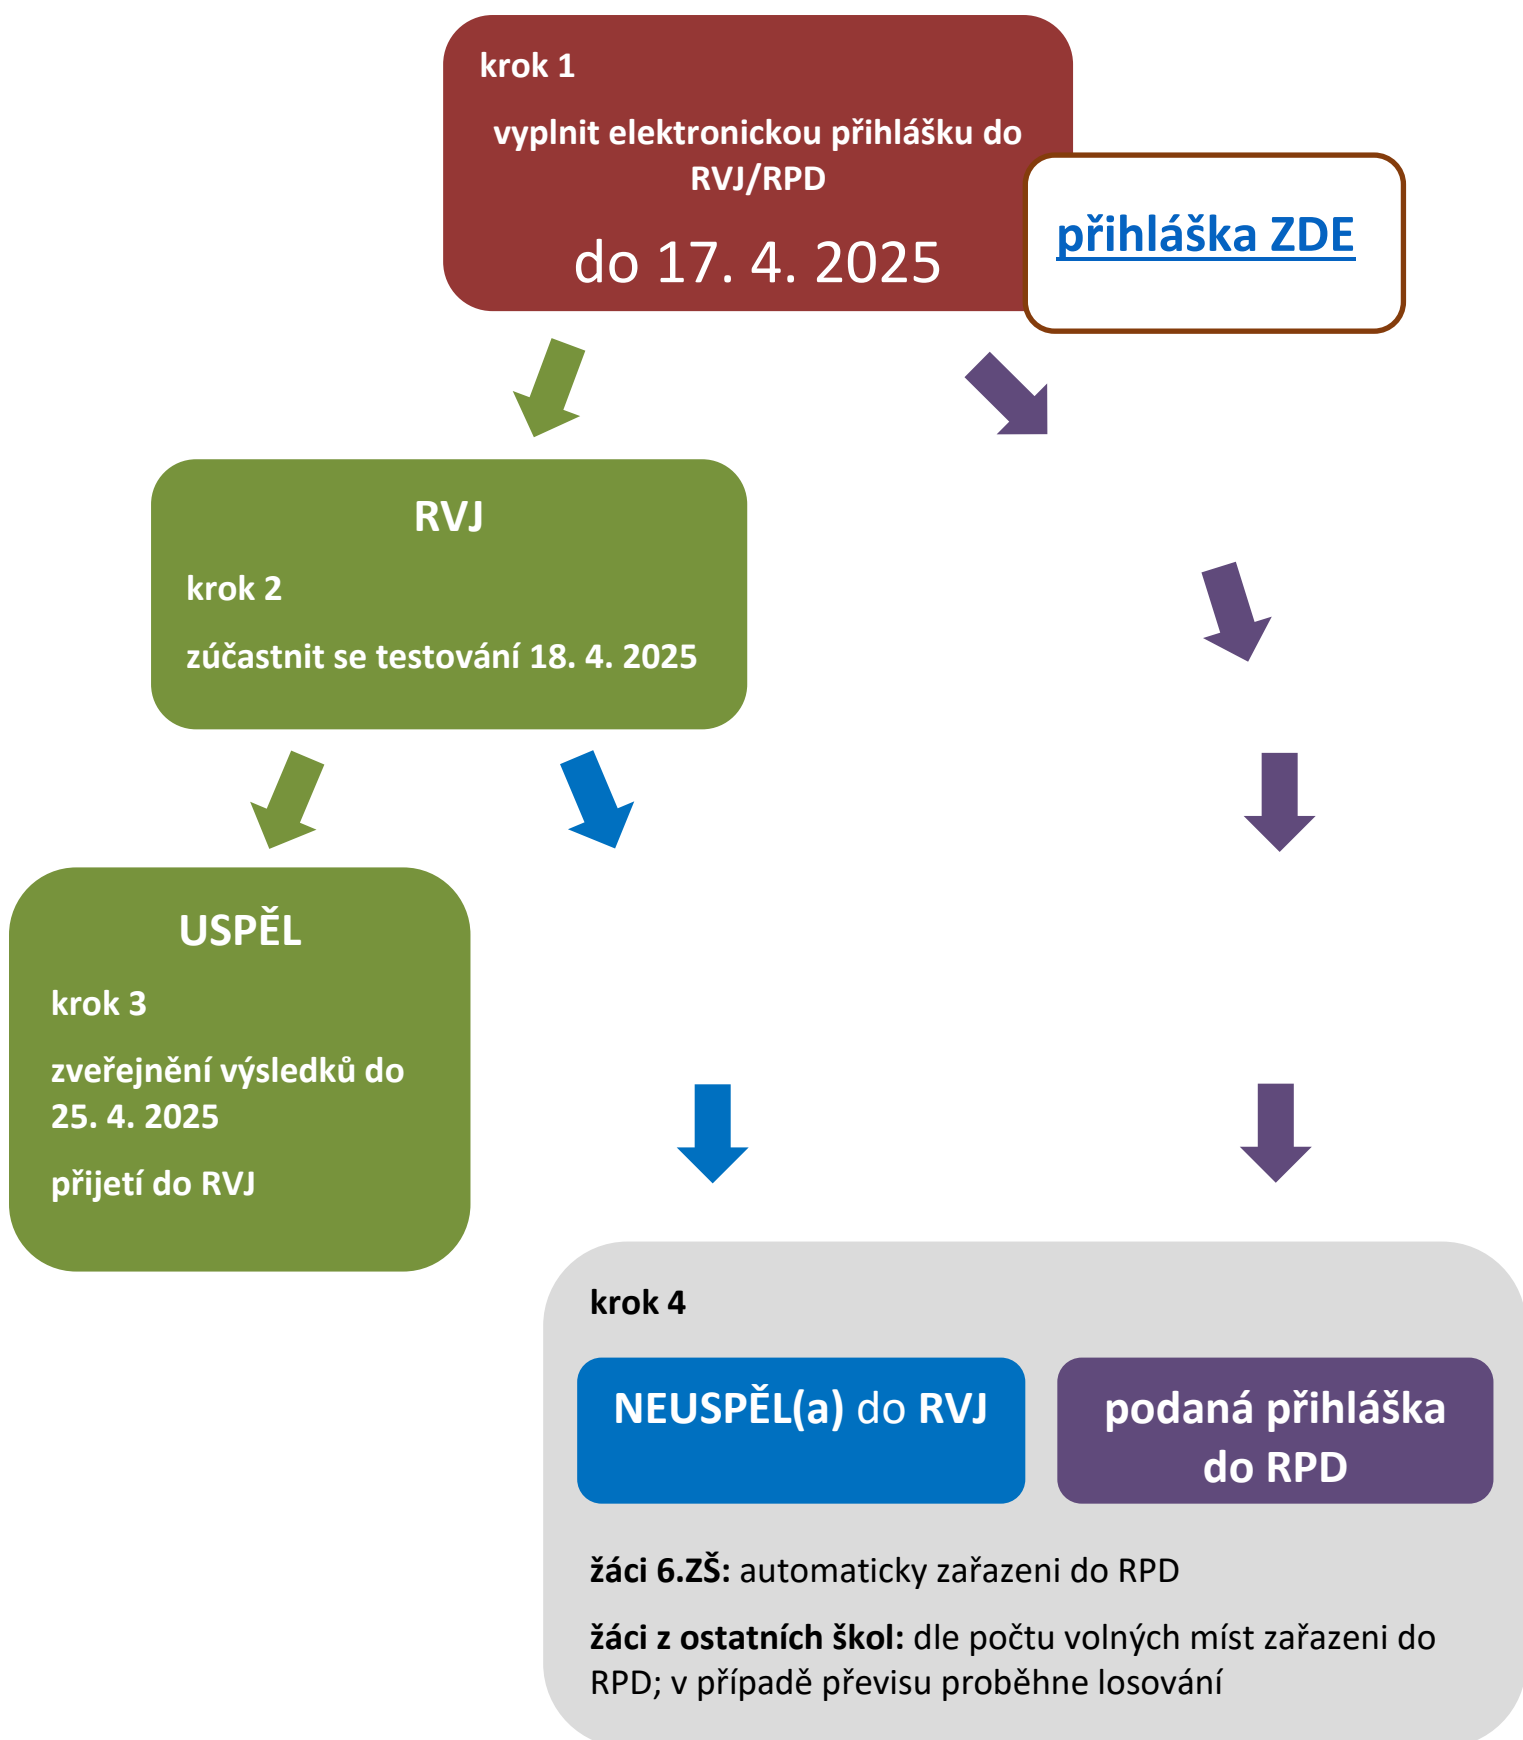 krok 1
vyplnit elektronickou přihlášku do
RVJ/RPD
do 17. 4. 2025
přihláška ZDE
RVJ
krok 2
zúčastnit se testování 18. 4. 2025
USPĚL
krok 3
zveřejnění výsledků do
25. 4. 2025
přijetí do RVJ
krok 4
NEUSPĚL(a) do RVJ
podaná přihláška
do RPD
žáci 6.ZŠ: automaticky zařazeni do RPD
žáci z ostatních škol: dle počtu volných míst zařazeni do
RPD; v případě převisu proběhne losování